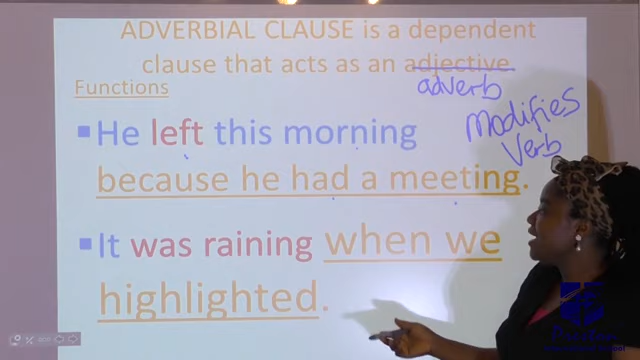 ADVERBIAL CLAUSE is a dependent
clause that acts as an adjective
adverb
Functions
modifies
verb
He left this morning
because he had a meeting.
It was raining when we
highlighted.